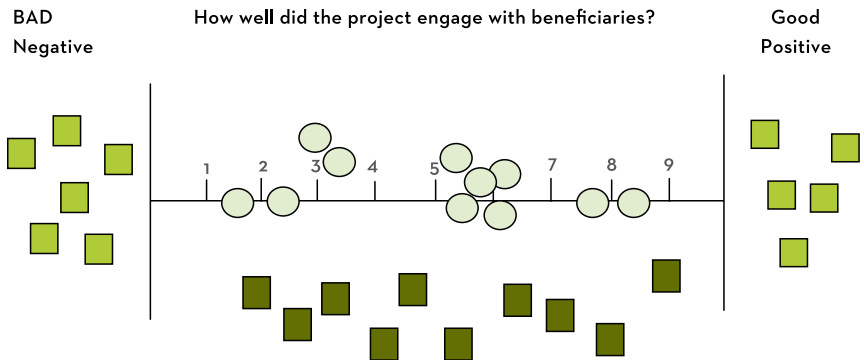 BAD
Negative
How well did the project engage with beneficiaries?
Good
Positive
1 2 3 4 5 7 8 9